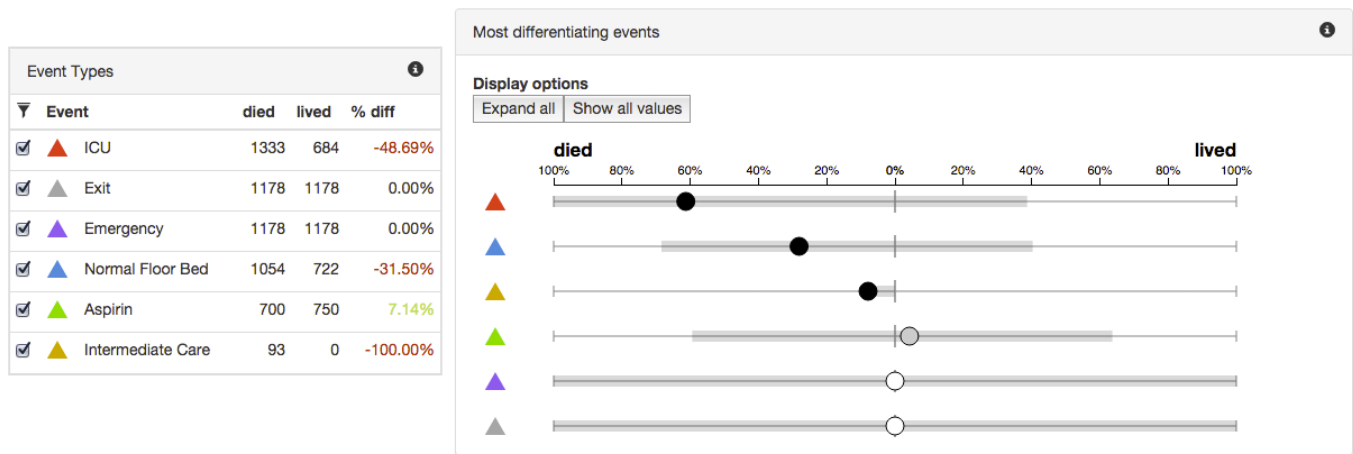 Event Types
Event died lived % diff
ICU 1333 684 -48.69%
Exit 1178 1178 0.00%
Emergency 1178 1178 0.00%
Normal Floor Bed 1054 722 -31.50%
Aspirin 700 750 7.14%
Intermediate Care 93 0 -100.00%
Most differentiating events
Display options
Expand all Show all values
died lived
100% 80% 60% 40% 20% 0% 20% 40% 60% 80% 100%